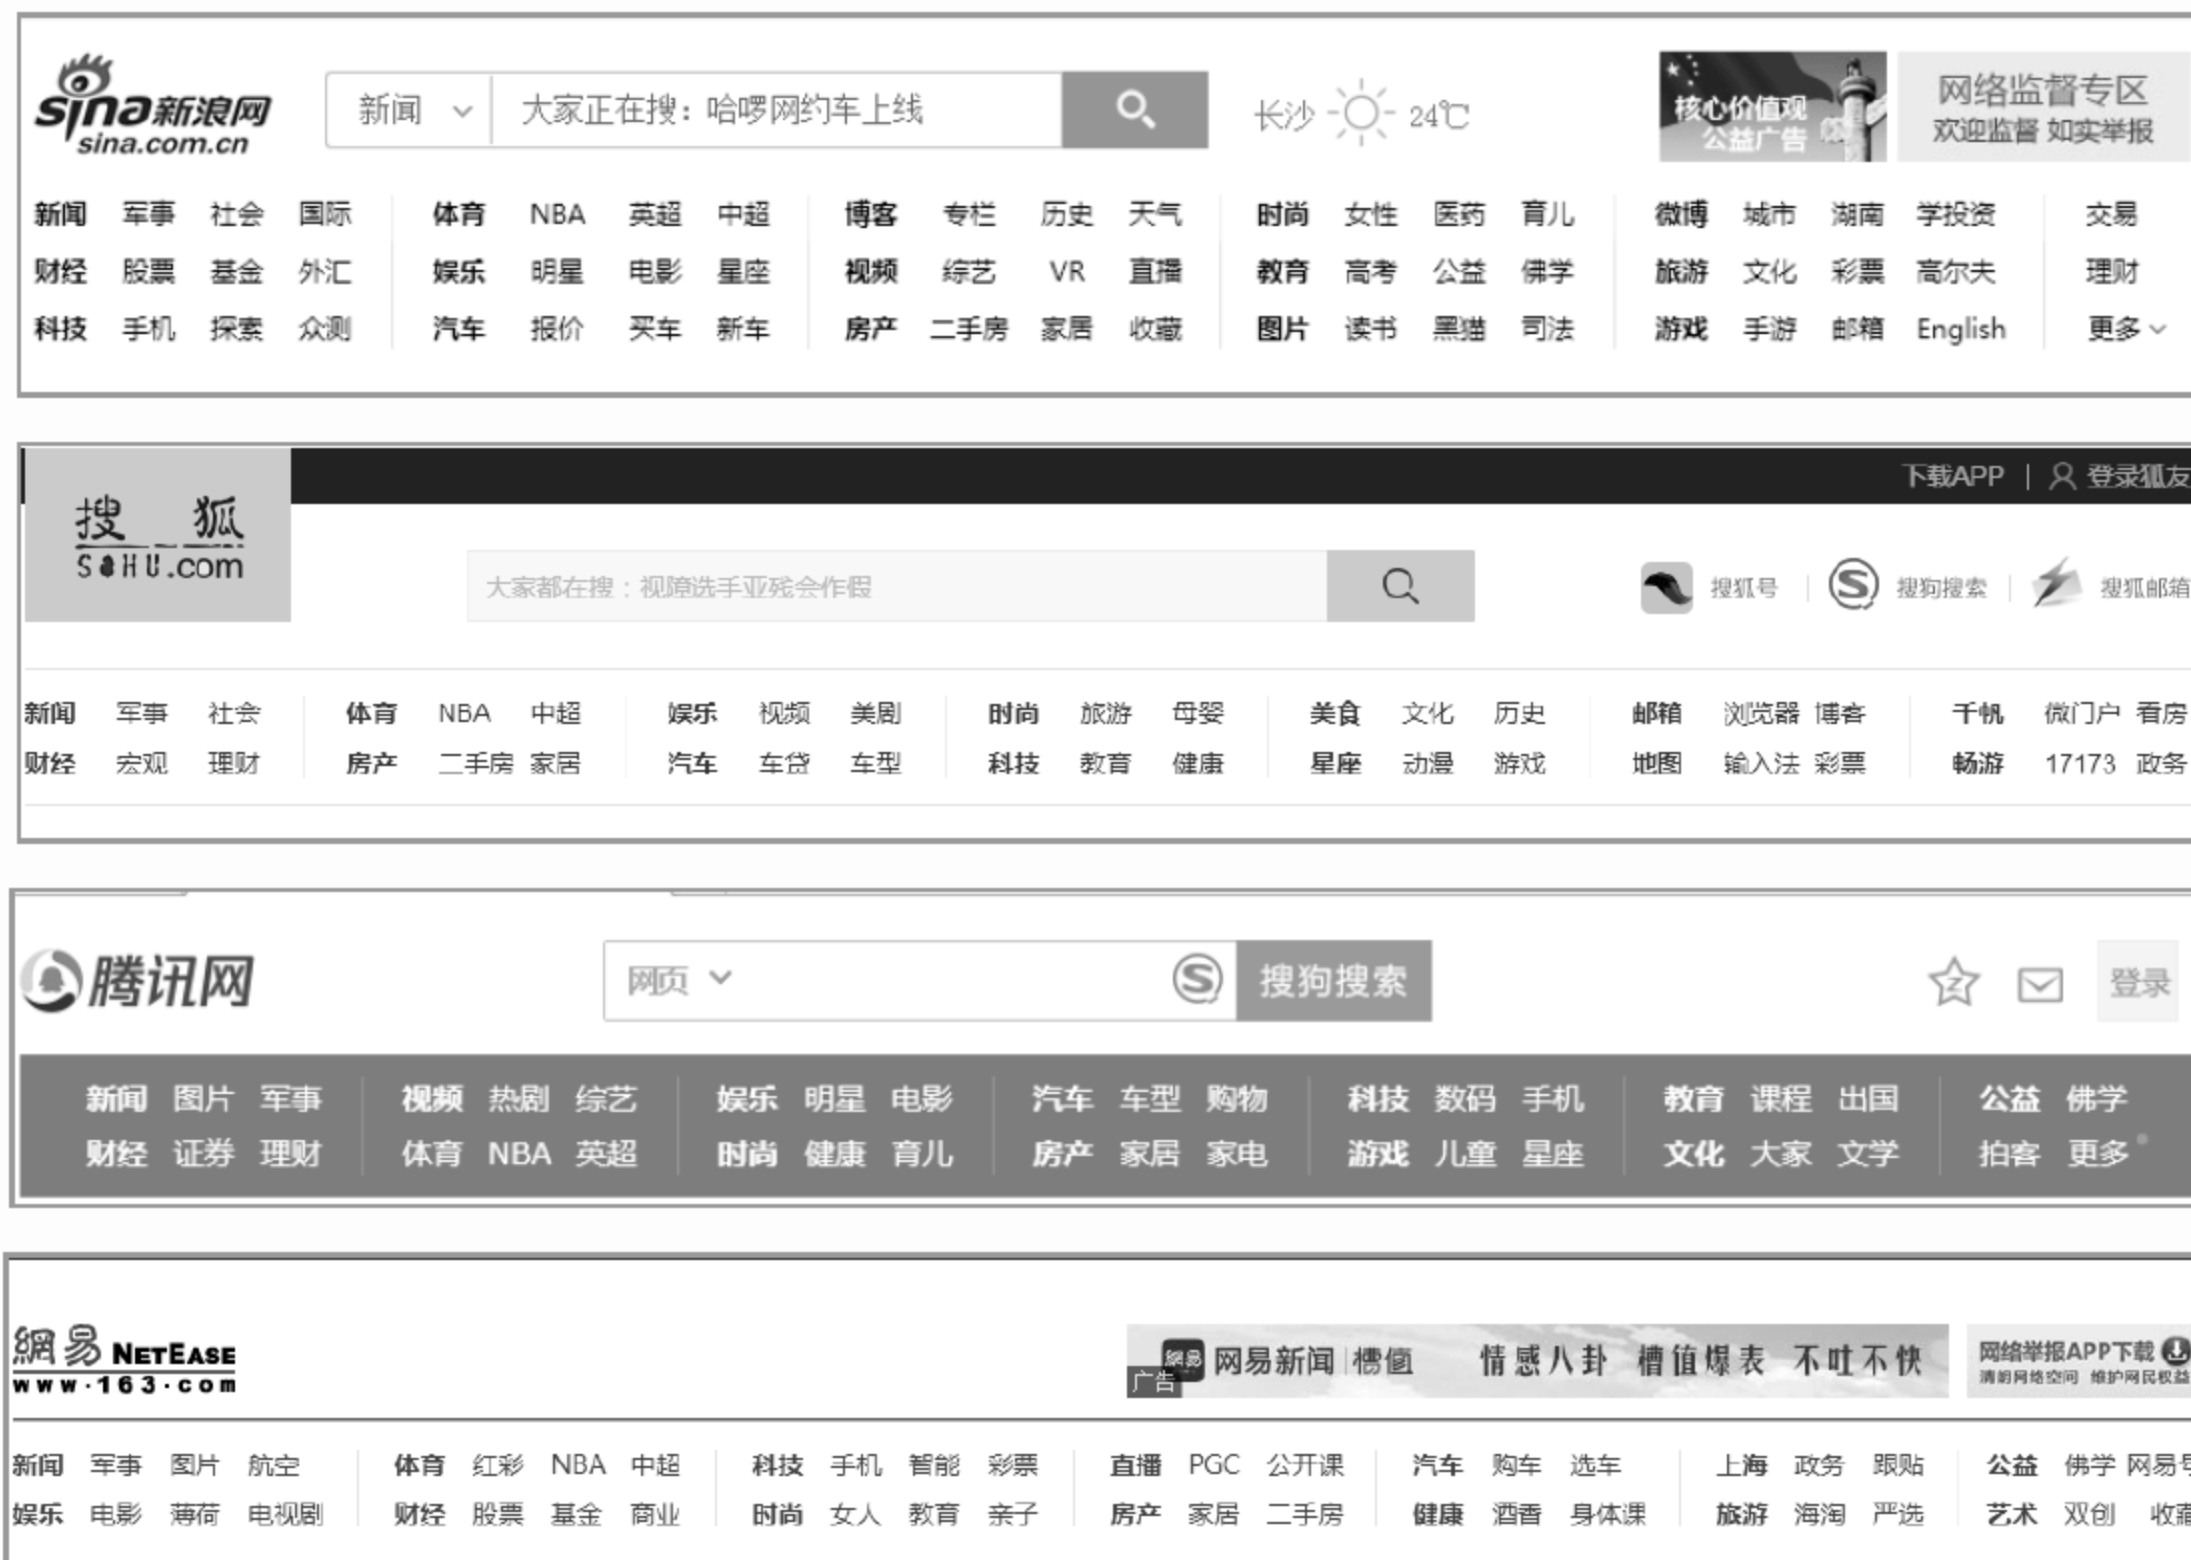 sina新浪网
sina.com.cn
新闻 大家正在搜：哈啰网约车上线
长沙 24℃
核心价值观
公益广告
网络监督专区
欢迎监督 如实举报
新闻 军事 社会 国际 体育 NBA 英超 中超 博客 专栏 历史 天气 时尚 女性 医药 育儿 微博 城市 湖南 学投资 交易
财经 股票 基金 外汇 娱乐 明星 电影 星座 视频 综艺 VR 直播 教育 高考 公益 佛学 旅游 文化 彩票 高尔夫 理财
科技 手机 探索 众测 汽车 报价 买车 新车 房产 二手房 家居 收藏 图片 读书 黑猫 司法 游戏 手游 邮箱 English 更多
下载APP | 登录狐友
搜狐
SOHU.com
大家都在搜：视障选手亚残会作假
搜狐号 搜狗搜索 搜狐邮箱
新闻 军事 社会 体育 NBA 中超 娱乐 视频 美剧 时尚 旅游 母婴 美食 文化 历史 邮箱 浏览器 博客 千帆 微门户 看房
财经 宏观 理财 房产 二手房 家居 汽车 车贷 车型 科技 教育 健康 星座 动漫 游戏 地图 输入法 彩票 畅游 17173 政务
腾讯网
网页 搜狗搜索
登录
新闻 图片 军事 视频 热剧 综艺 娱乐 明星 电影 汽车 车型 购物 科技 数码 手机 教育 课程 出国 公益 佛学
财经 证券 理财 体育 NBA 英超 时尚 健康 育儿 房产 家居 家电 游戏 儿童 星座 文化 大家 文学 拍客 更多
網易 NETEASE
www.163.com
網易 网易新闻 | 槽值 情感八卦 槽值爆表 不吐不快
广告
网络举报APP下载
清朗网络空间 维护网民权益
新闻 军事 图片 航空 体育 红彩 NBA 中超 科技 手机 智能 彩票 直播 PGC 公开课 汽车 购车 选车 上海 政务 跟贴 公益 佛学 网易号
娱乐 电影 薄荷 电视剧 财经 股票 基金 商业 时尚 女人 教育 亲子 房产 家居 二手房 健康 酒香 身体课 旅游 海淘 严选 艺术 双创 收藏